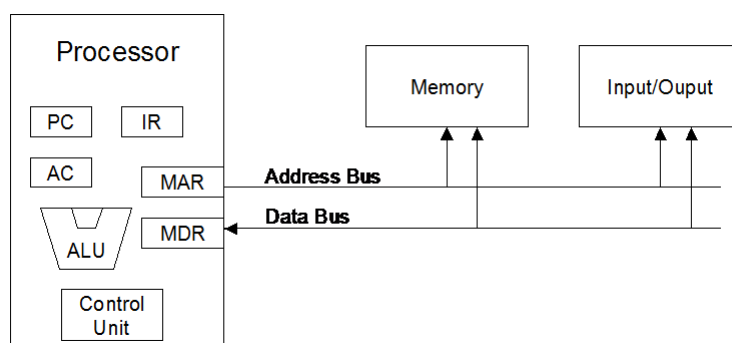 Processor
PC
IR
AC
MAR
MDR
ALU
Control
Unit
Address Bus
Data Bus
Memory
Input/Ouput